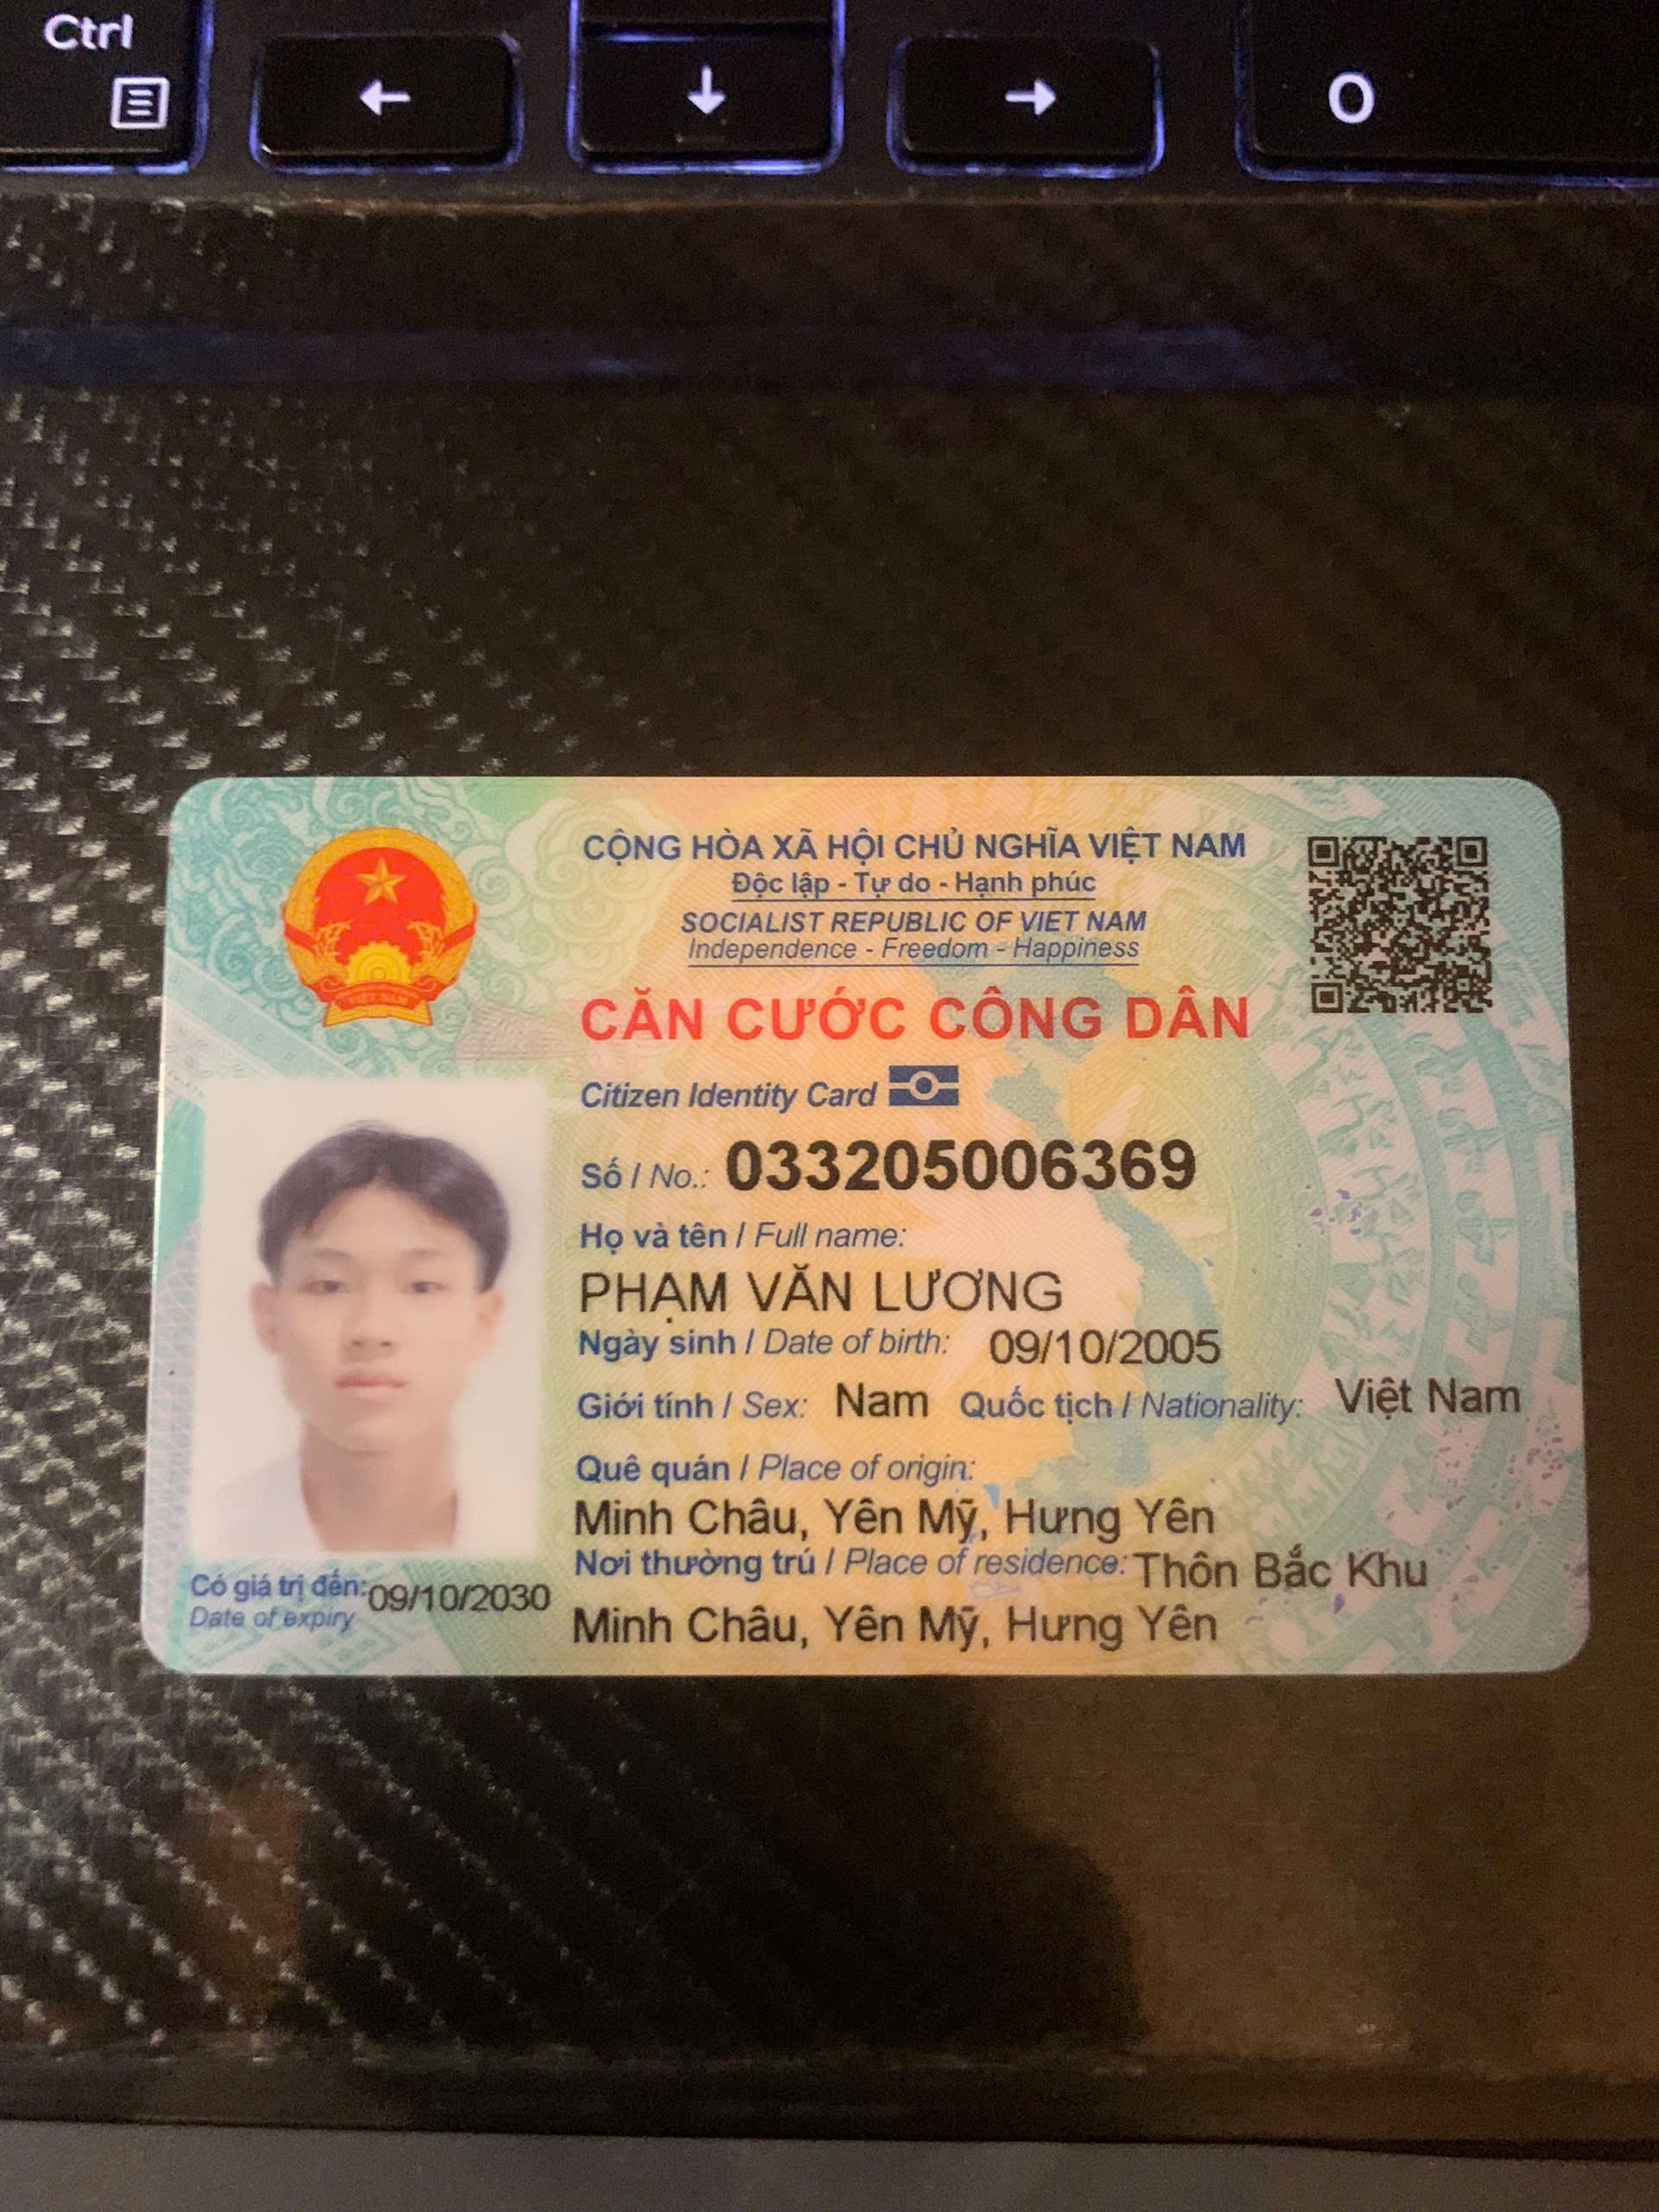 Ctrl
← ↓ → 0
CỘNG HÒA XÃ HỘI CHỦ NGHĨA VIỆT NAM
Độc lập - Tự do - Hạnh phúc
SOCIALIST REPUBLIC OF VIET NAM
Independence - Freedom - Happiness
VIỆT NAM
CĂN CƯỚC CÔNG DÂN
Citizen Identity Card
Số / No.: 033205006369
Họ và tên / Full name:
PHẠM VĂN LƯƠNG
Ngày sinh / Date of birth: 09/10/2005
Giới tính / Sex: Nam Quốc tịch / Nationality: Việt Nam
Quê quán / Place of origin:
Minh Châu, Yên Mỹ, Hưng Yên
Nơi thường trú / Place of residence: Thôn Bắc Khu
Minh Châu, Yên Mỹ, Hưng Yên
Có giá trị đến: 09/10/2030
Date of expiry